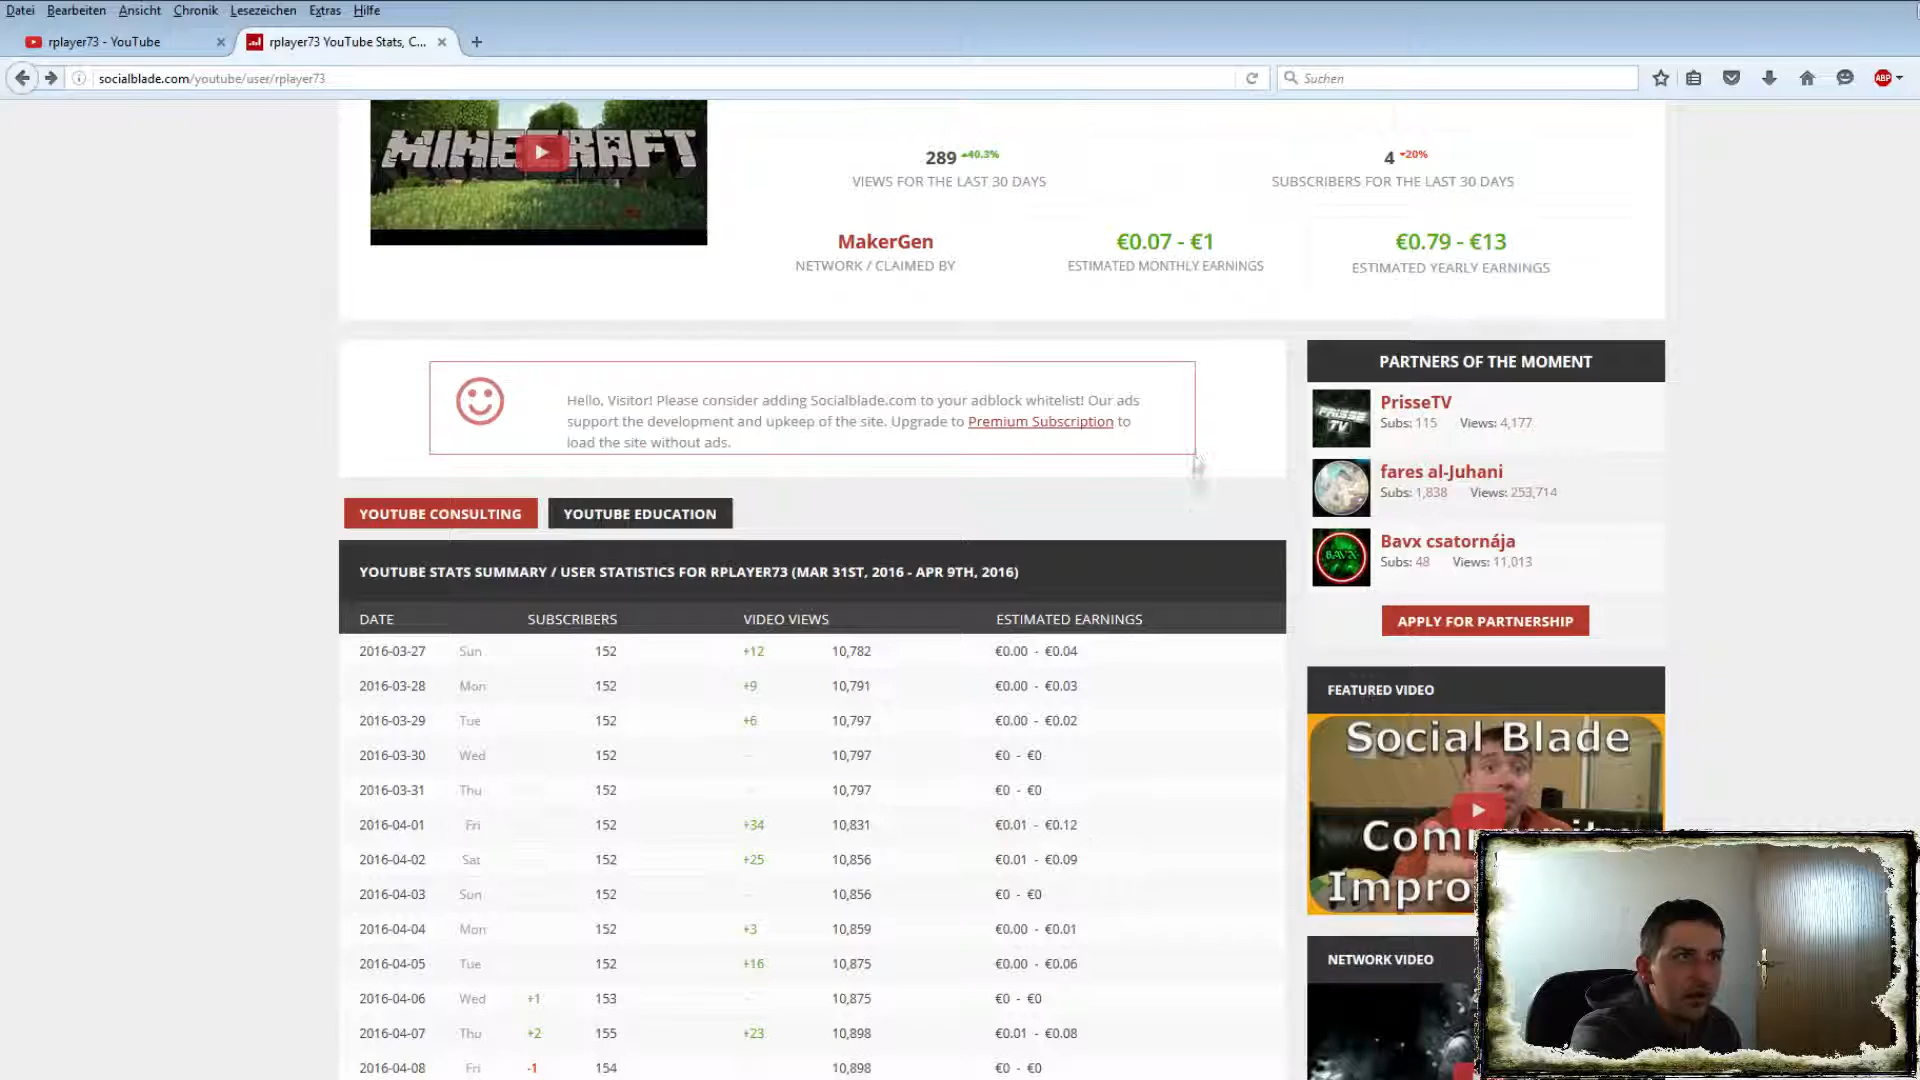 Datei Bearbeiten Ansicht Chronik Lesezeichen Extras Hilfe
rplayer73 - YouTube
rplayer73 YouTube Stats, C...
socialblade.com/youtube/user/rplayer73
Suchen
ABP
MINECRAFT
289 40.3%
VIEWS FOR THE LAST 30 DAYS
4 20%
SUBSCRIBERS FOR THE LAST 30 DAYS
MakerGen
NETWORK / CLAIMED BY
€0.07 - €1
ESTIMATED MONTHLY EARNINGS
€0.79 - €13
ESTIMATED YEARLY EARNINGS
Hello, Visitor! Please consider adding Socialblade.com to your adblock whitelist! Our ads
support the development and upkeep of the site. Upgrade to Premium Subscription to
load the site without ads.
YOUTUBE CONSULTING
YOUTUBE EDUCATION
YOUTUBE STATS SUMMARY / USER STATISTICS FOR RPLAYER73 (MAR 31ST, 2016 - APR 9TH, 2016)
DATE SUBSCRIBERS VIDEO VIEWS ESTIMATED EARNINGS
2016-03-27 Sun 152 +12 10,782 €0.00 - €0.04
2016-03-28 Mon 152 +9 10,791 €0.00 - €0.03
2016-03-29 Tue 152 +6 10,797 €0.00 - €0.02
2016-03-30 Wed 152 -- 10,797 €0 - €0
2016-03-31 Thu 152 -- 10,797 €0 - €0
2016-04-01 Fri 152 +34 10,831 €0.01 - €0.12
2016-04-02 Sat 152 +25 10,856 €0.01 - €0.09
2016-04-03 Sun 152 -- 10,856 €0 - €0
2016-04-04 Mon 152 +3 10,859 €0.00 - €0.01
2016-04-05 Tue 152 +16 10,875 €0.00 - €0.06
2016-04-06 Wed +1 153 -- 10,875 €0 - €0
2016-04-07 Thu +2 155 +23 10,898 €0.01 - €0.08
2016-04-08 Fri -1 154 10,898 €0 - €0
PARTNERS OF THE MOMENT
PRISSE
TV
PrisseTV
Subs: 115 Views: 4,177
fares al-Juhani
Subs: 1,838 Views: 253,714
BAVX
Bavx csatornája
Subs: 48 Views: 11,013
APPLY FOR PARTNERSHIP
FEATURED VIDEO
Social Blade
NETWORK VIDEO